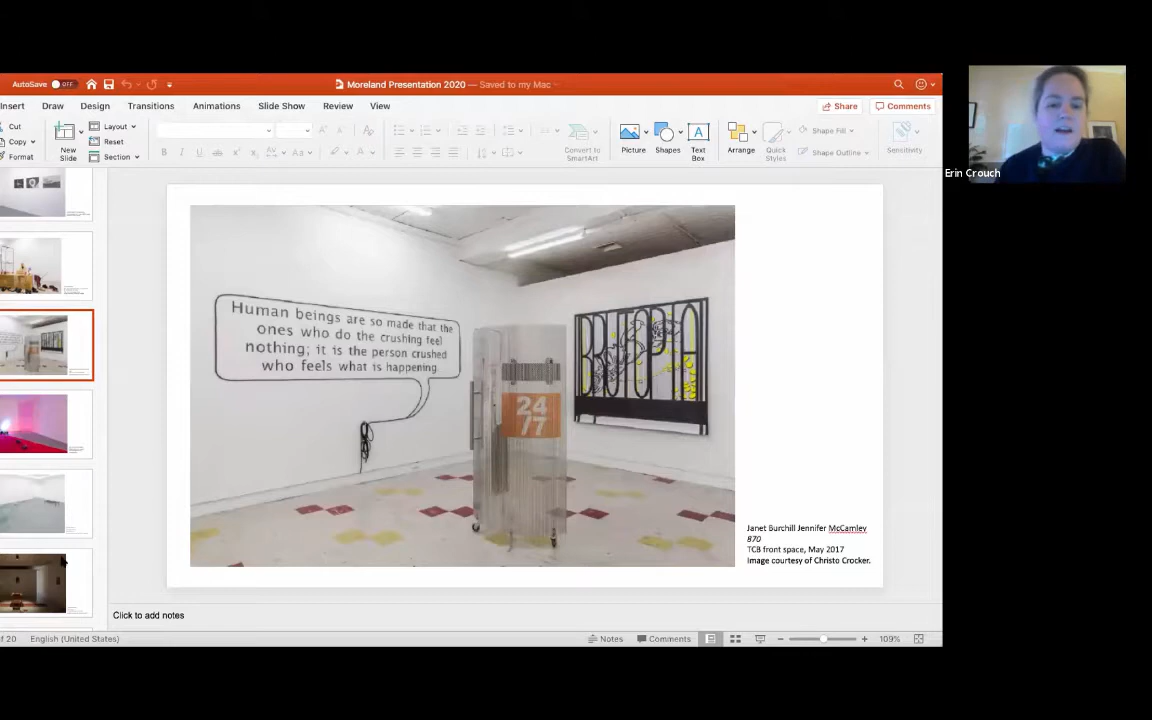 AutoSave OFF
Moreland Presentation 2020 — Saved to my Mac
Insert Draw Design Transitions Animations Slide Show Review View
Share Comments
Cut
Copy
Format
New
Slide
Layout
Reset
Section
B I U
Convert to
SmartArt
Picture
Shapes
Text
Box
Arrange
Quick
Styles
Shape Fill
Shape Outline
Sensitivity
Erin Crouch
Human beings are so made that the
ones who do the crushing feel
nothing; it is the person crushed
who feels what is happening
24
/7
Janet Burchill Jennifer McCamley
870
TCB front space, May 2017
Image courtesy of Christo Crocker.
Click to add notes
of 20 English (United States)
Notes Comments
109%